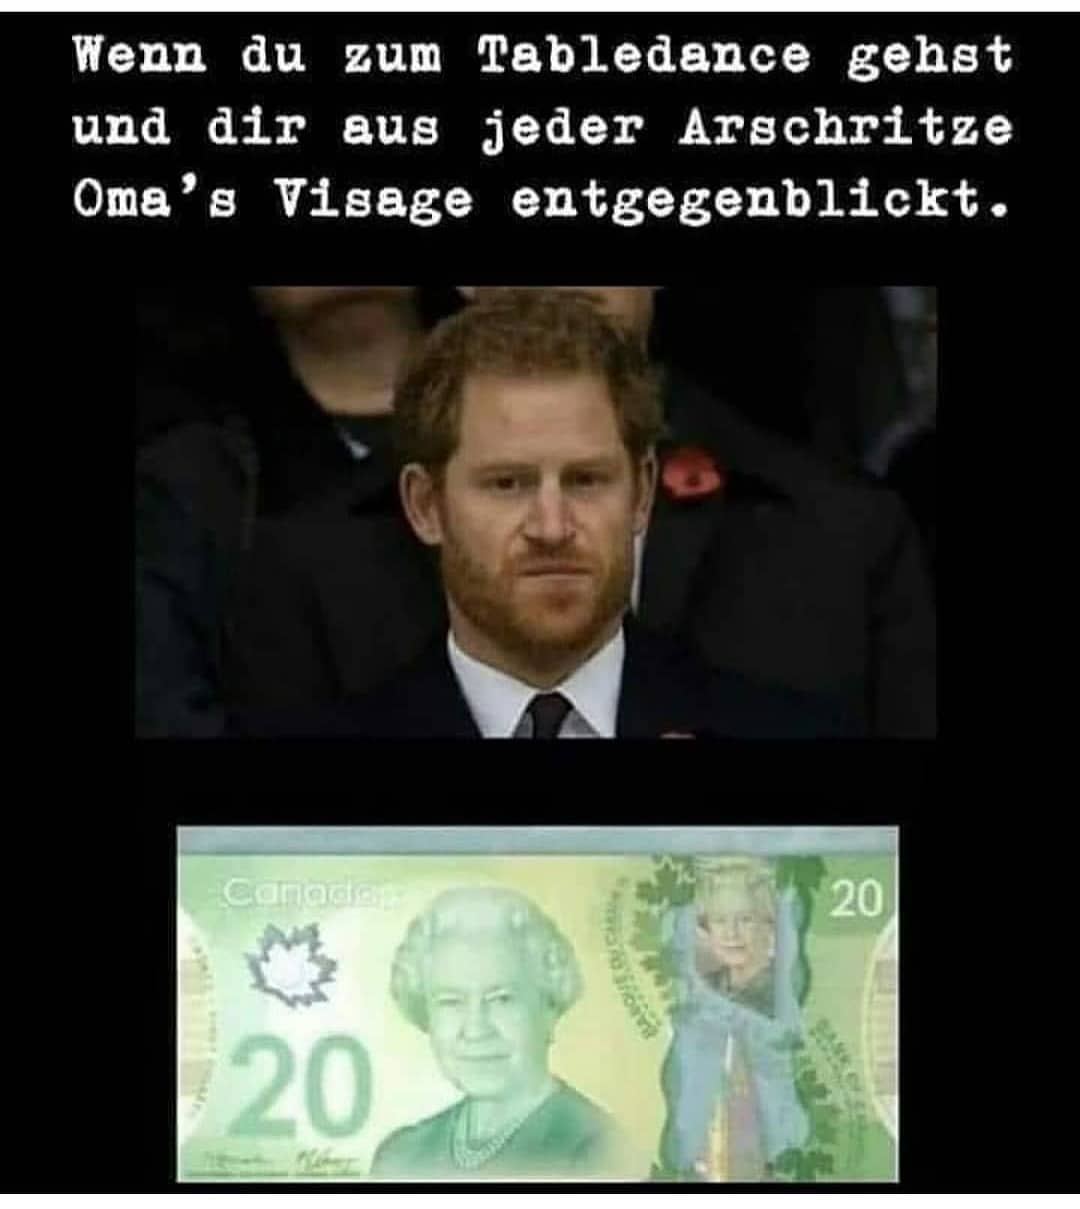 Wenn du zum Tabledance gehst
und dir aus jeder Arschritze
Oma’s Visage entgegenblickt.
Canada
20
20